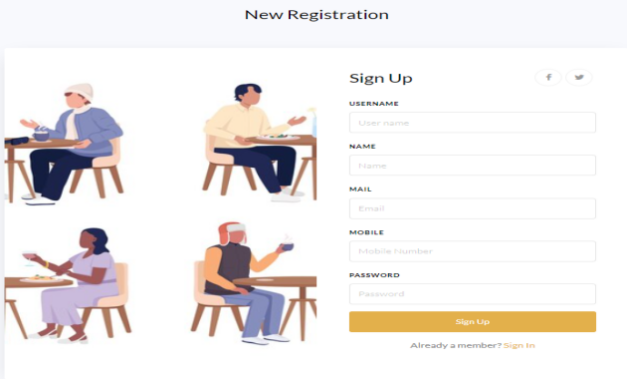 New Registration
Sign Up
USERNAME
User name
NAME
Name
MAIL
Email
MOBILE
Mobile Number
PASSWORD
Password
Sign Up
Already a member? Sign In